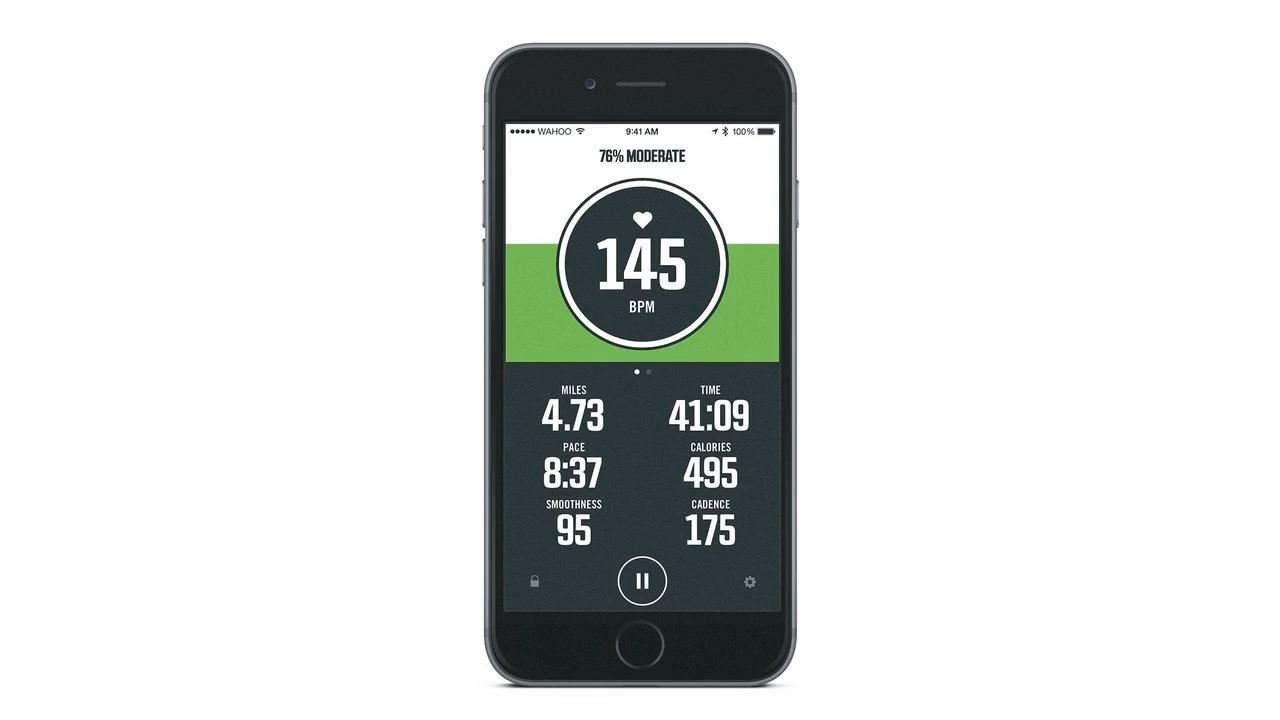 WAHOO 9:41 AM 100%
76% MODERATE
145
BPM
MILES TIME
4.73 41:09
PACE CALORIES
8:37 495
SMOOTHNESS CADENCE
95 175